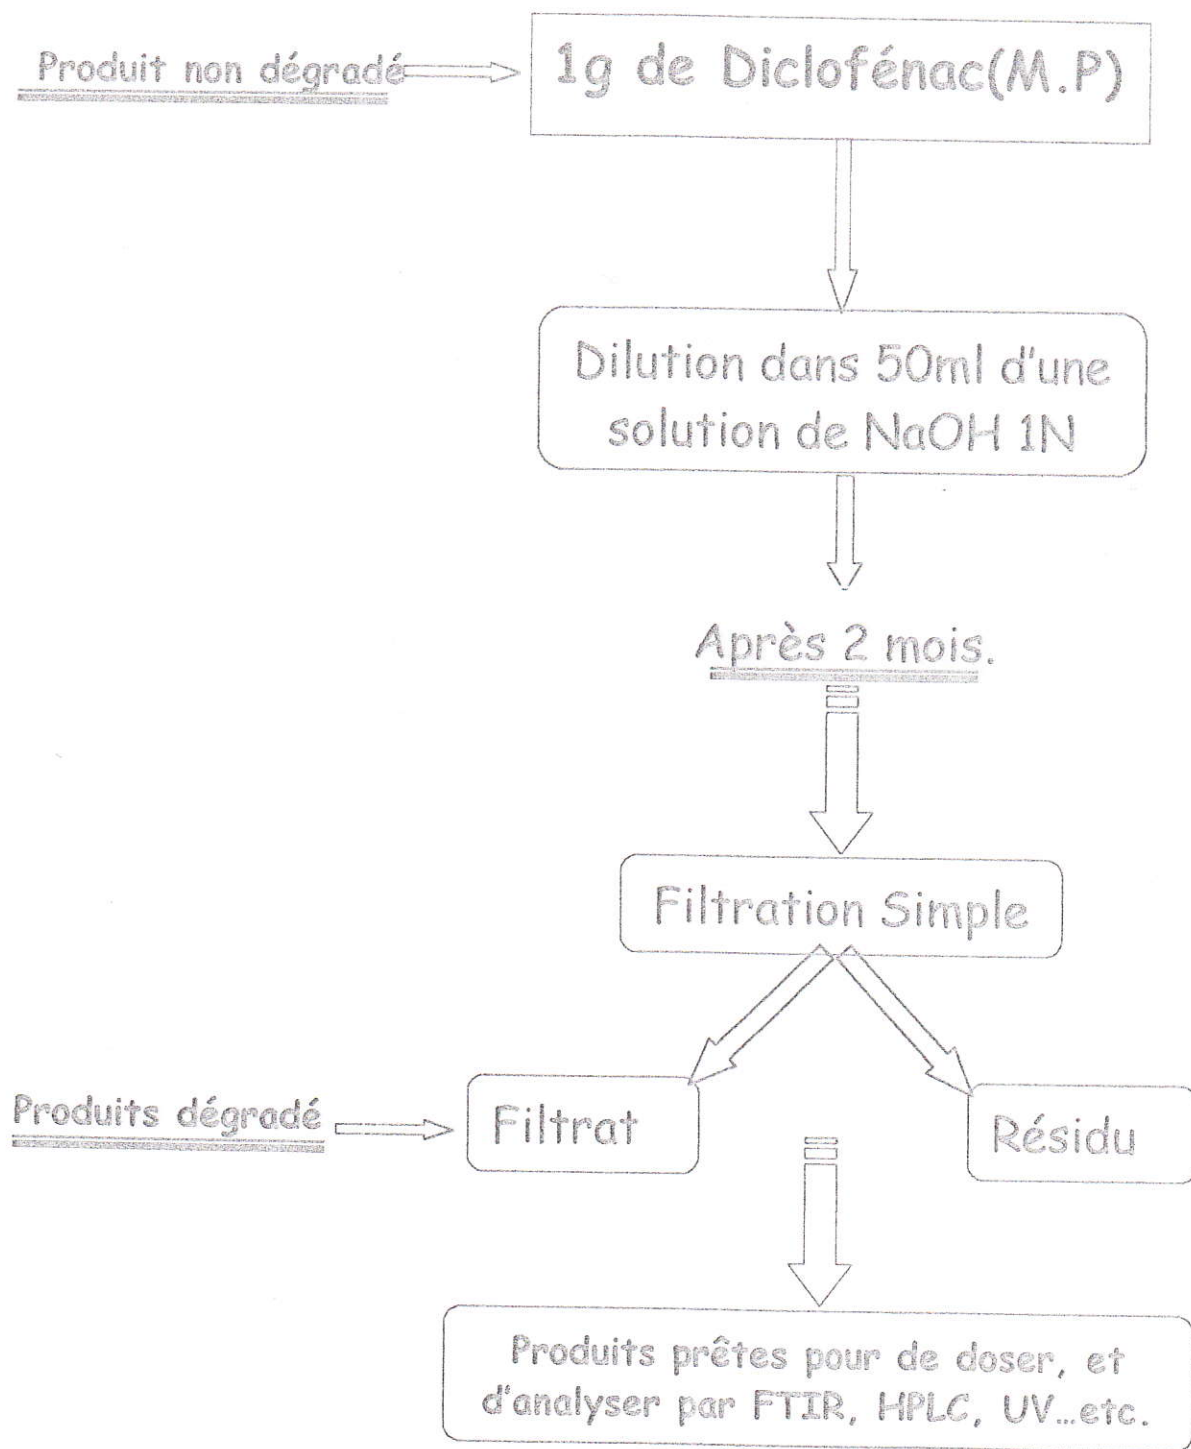 Produit non dégradé
1g de Diclofénac(M.P)
Dilution dans 50ml d'une
solution de NaOH 1N
Après 2 mois.
Filtration Simple
Produits dégradé
Filtrat
Résidu
Produits prêtes pour de doser, et
d'analyser par FTIR, HPLC, UV...etc.